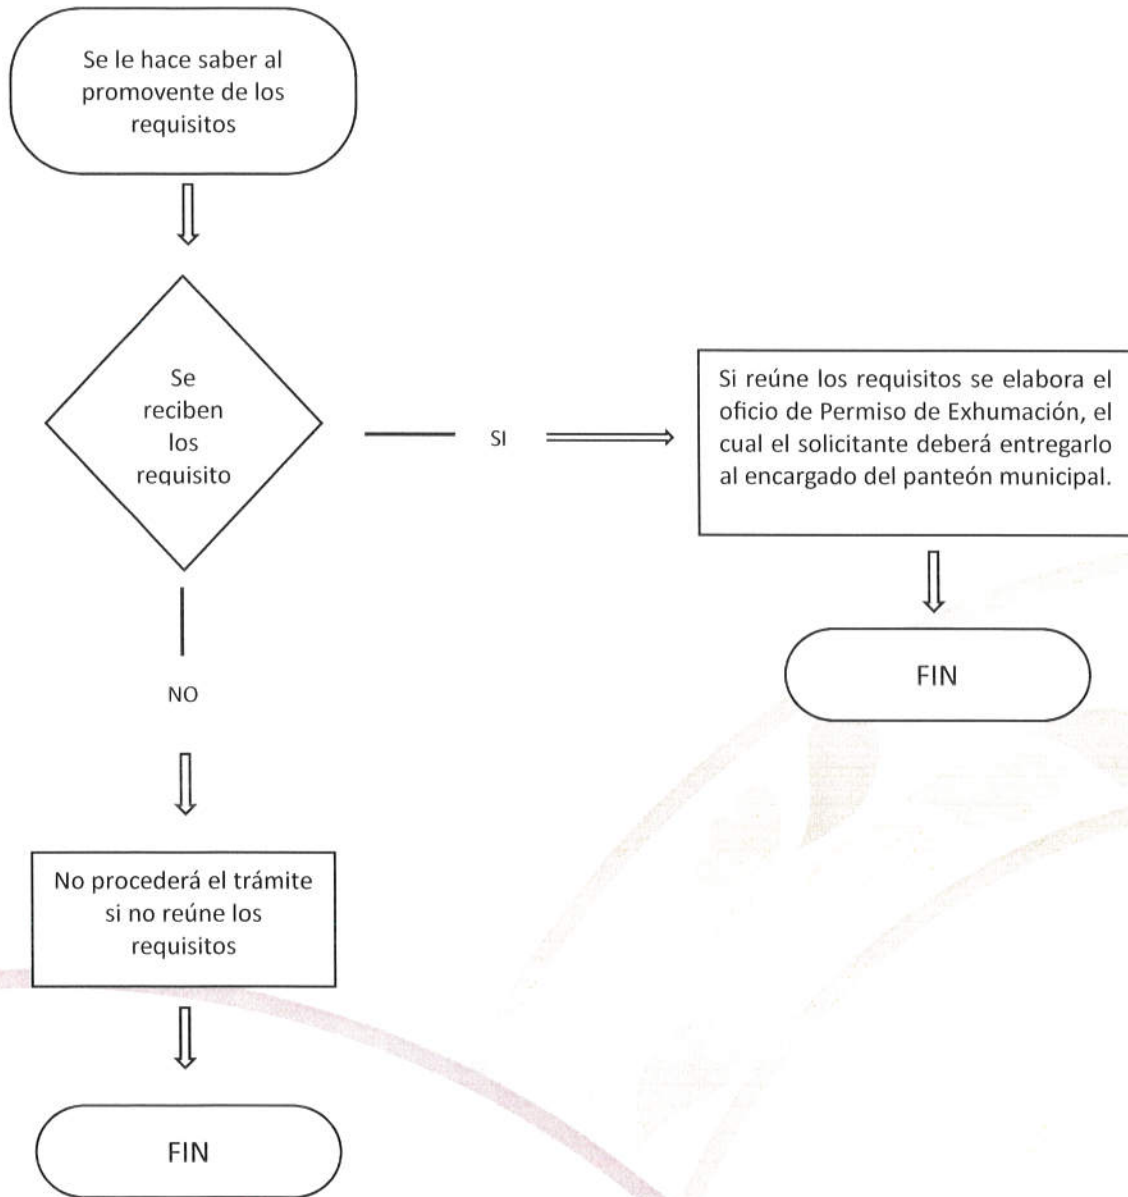 Se le hace saber al
promovente de los
requisitos
Se
reciben
los
requisito
SI
Si reúne los requisitos se elabora el
oficio de Permiso de Exhumación, el
cual el solicitante deberá entregarlo
al encargado del panteón municipal.
FIN
NO
No procederá el trámite
si no reúne los
requisitos
FIN